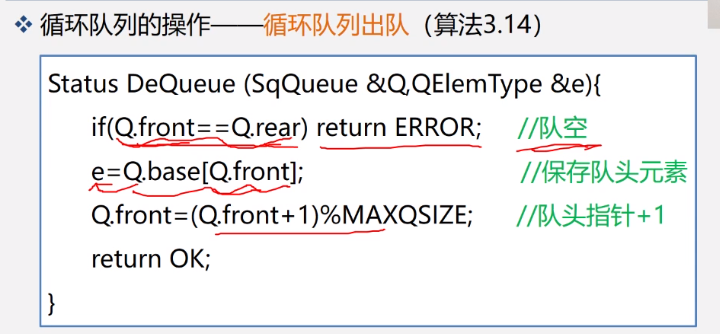 ❖ 循环队列的操作——循环队列出队（算法3.14）
Status DeQueue (SqQueue &Q,QElemType &e){
if(Q.front==Q.rear) return ERROR; //队空
e=Q.base[Q.front]; //保存队头元素
Q.front=(Q.front+1)%MAXQSIZE; //队头指针+1
return OK;
}